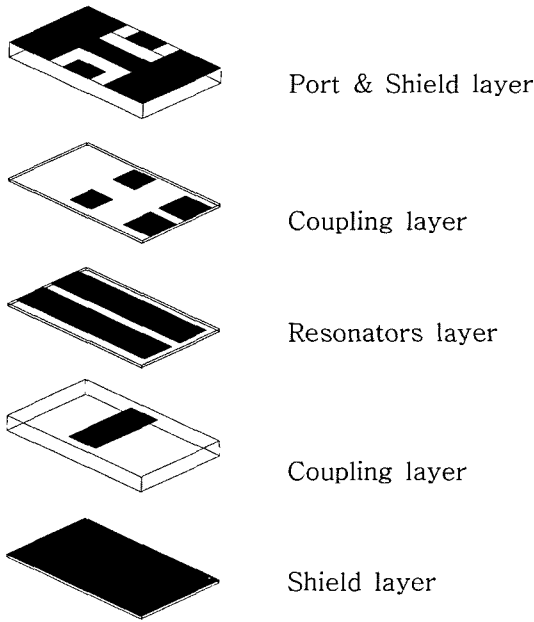 Port & Shield layer
Coupling layer
Resonators layer
Coupling layer
Shield layer